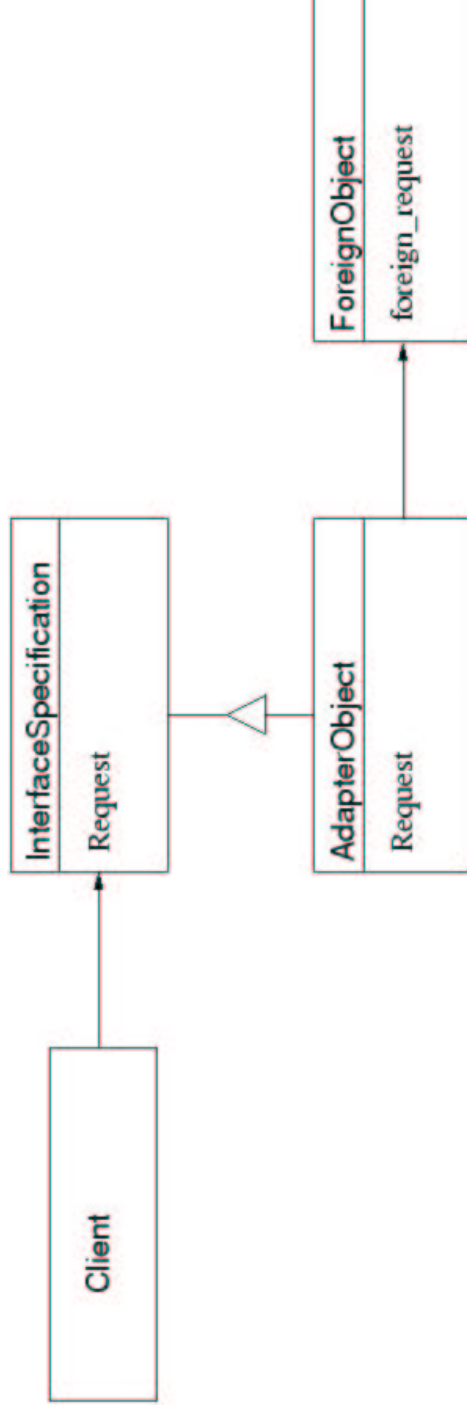 Client
InterfaceSpecification
Request
AdapterObject
Request
ForeignObject
foreign_request